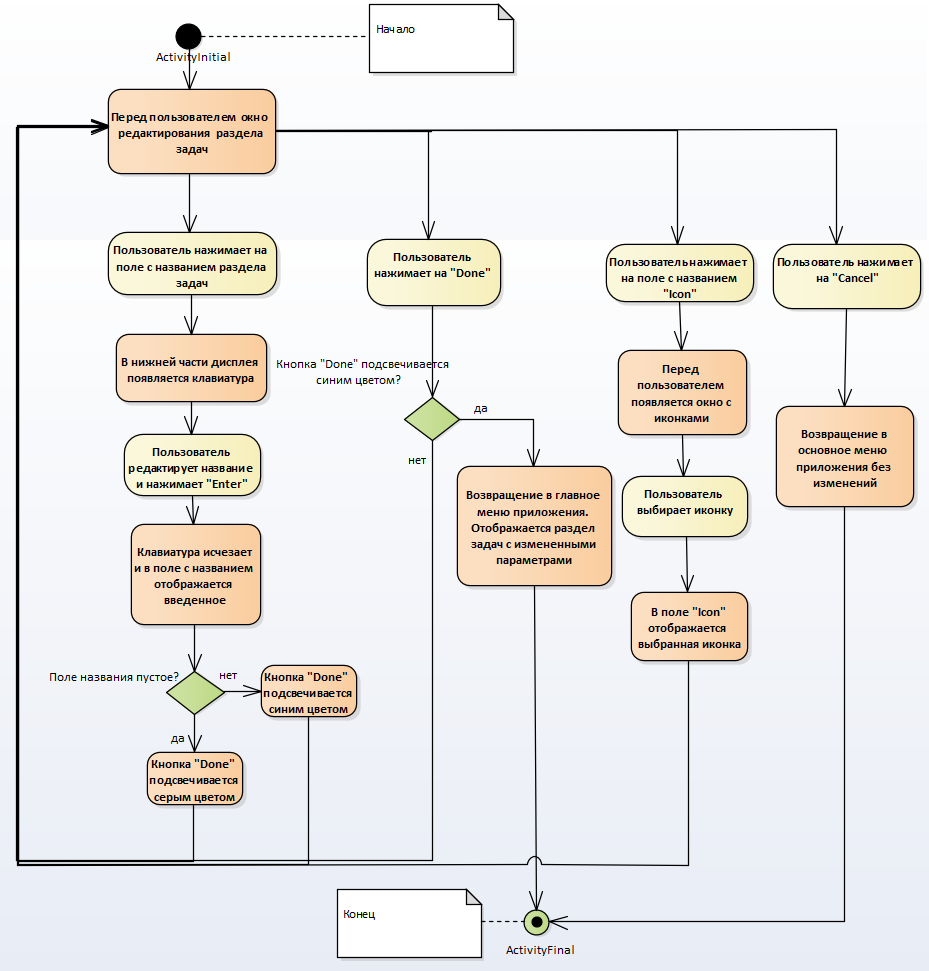 Начало
ActivityInitial
Перед пользователем окно
редактирования раздела
задач
Пользователь нажимает на
поле с названием раздела
задач
Пользователь
нажимает на "Done"
Пользователь нажимает
на поле с названием
"Icon"
Пользователь нажимает
на "Cancel"
В нижней части дисплея
появляется клавиатура
Кнопка "Done" подсвечивается
синим цветом?
да
нет
Перед
пользователем
появляется окно с
иконками
Возвращение в
основное меню
приложения без
изменений
Пользователь
редактирует название
и нажимает "Enter"
Возвращение в главное
меню приложения.
Отображается раздел
задач с измененными
параметрами
Пользователь
выбирает иконку
Клавиатура исчезает
и в поле с названием
отображается
введенное
В поле "Icon"
отображается
выбранная иконка
Поле названия пустое?
нет
Кнопка "Done"
подсвечивается
синим цветом
да
Кнопка "Done"
подсвечивается
серым цветом
Конец
ActivityFinal